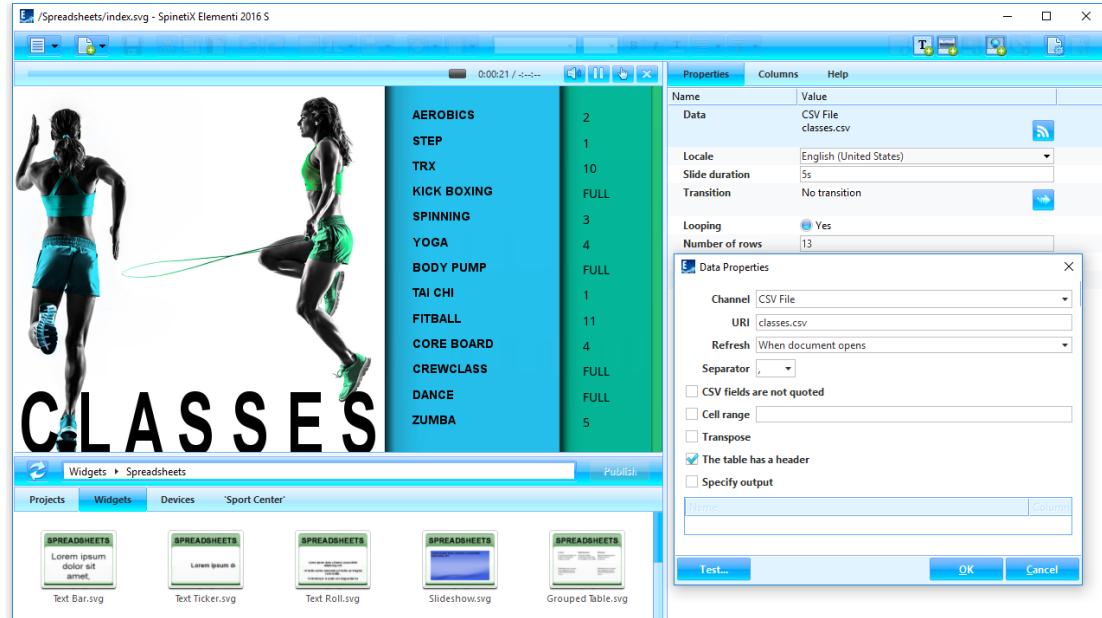 /Spreadsheets/index.svg - SpinetiX Elementi 2016 S
0:00:21 / -:--:--
AEROBICS 2
STEP 1
TRX 10
KICK BOXING FULL
SPINNING 3
YOGA 4
BODY PUMP FULL
TAI CHI 1
FITBALL 11
CORE BOARD 4
CREWCLASS FULL
DANCE FULL
ZUMBA 5
CLASSES
Properties Columns Help
Name Value
Data CSV File
classes.csv
Locale English (United States)
Slide duration 5s
Transition No transition
Looping Yes
Number of rows 13
Data Properties
Channel CSV File
URI classes.csv
Refresh When document opens
Separator ,
CSV fields are not quoted
Cell range
Transpose
The table has a header
Specify output
Name Column
Test... OK Cancel
Widgets Spreadsheets Publish
Projects Widgets Devices 'Sport Center'
SPREADSHEETS
Lorem ipsum
dolor sit
amet,
Text Bar.svg
SPREADSHEETS
Lorem ipsum d
Text Ticker.svg
SPREADSHEETS
Text Roll.svg
SPREADSHEETS
Slideshow.svg
SPREADSHEETS
Grouped Table.svg